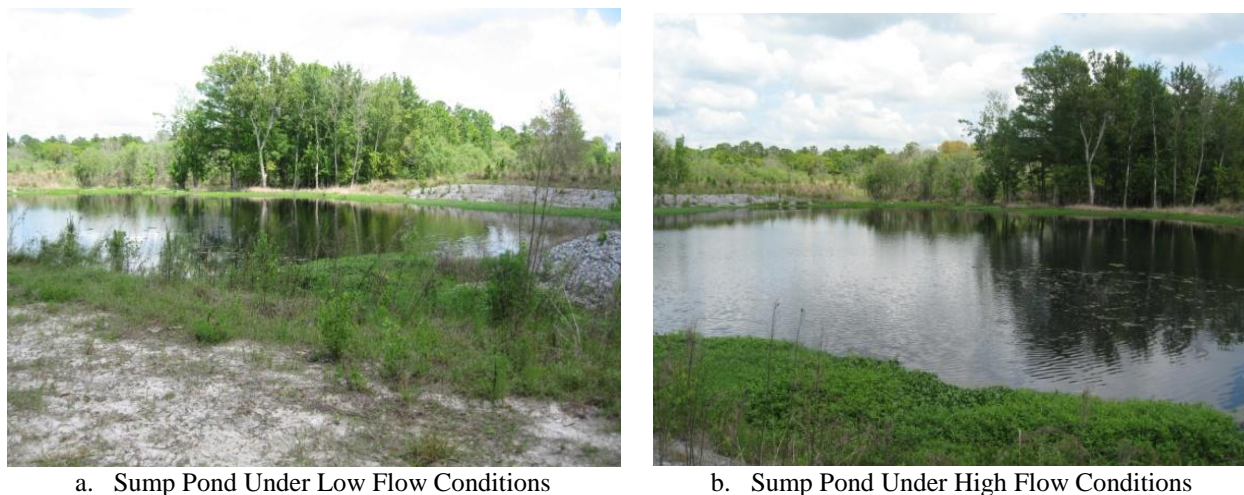 a. Sump Pond Under Low Flow Conditions
b. Sump Pond Under High Flow Conditions